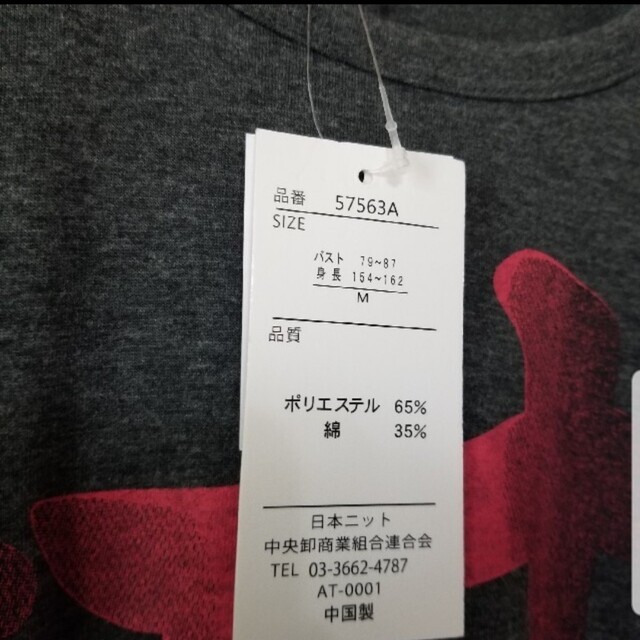 品番 57563A
SIZE
バスト 79~87
身長 154~162
M
品質
ポリエステル 65%
綿 35%
日本ニット
中央卸商業組合連合会
TEL 03-3662-4787
AT-0001
中国製